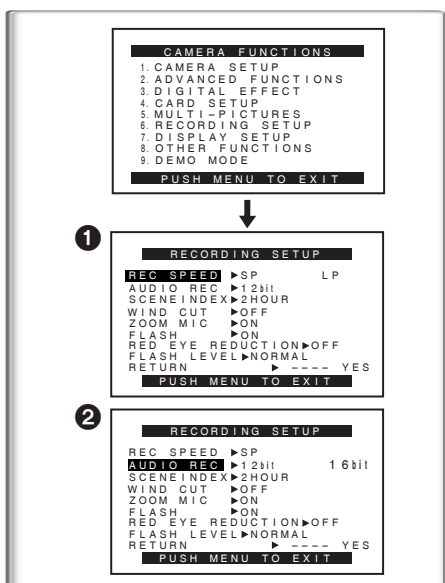 CAMERA FUNCTIONS
1. CAMERA SETUP
2. ADVANCED FUNCTIONS
3. DIGITAL EFFECT
4. CARD SETUP
5. MULTI-PICTURES
6. RECORDING SETUP
7. DISPLAY SETUP
8. OTHER FUNCTIONS
9. DEMO MODE
PUSH MENU TO EXIT
1
RECORDING SETUP
REC SPEED ▶SP LP
AUDIO REC ▶12bit
SCENEINDEX▶2HOUR
WIND CUT ▶OFF
ZOOM MIC ▶ON
FLASH ▶ON
RED EYE REDUCTION▶OFF
FLASH LEVEL▶NORMAL
RETURN ▶ ---- YES
PUSH MENU TO EXIT
2
RECORDING SETUP
REC SPEED ▶SP
AUDIO REC ▶12bit 16bit
SCENEINDEX▶2HOUR
WIND CUT ▶OFF
ZOOM MIC ▶ON
FLASH ▶ON
RED EYE REDUCTION▶OFF
FLASH LEVEL▶NORMAL
RETURN ▶ ---- YES
PUSH MENU TO EXIT